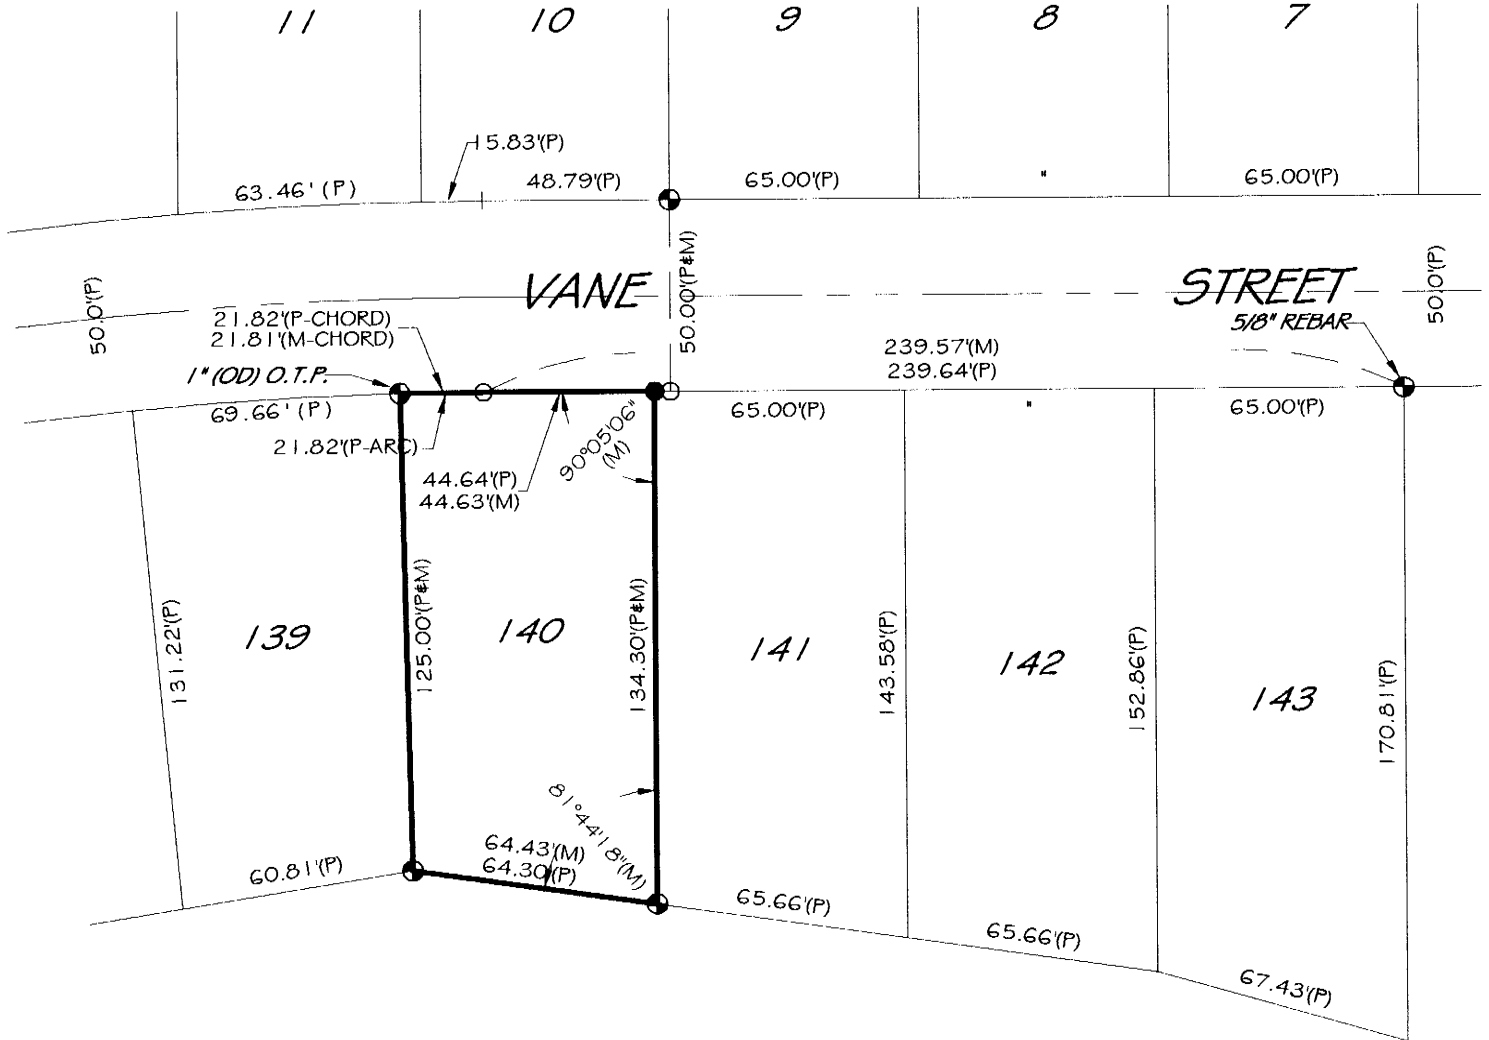 11
10
9
8
7
15.83'(P)
63.46' (P)
48.79'(P)
65.00'(P)
"
65.00'(P)
50.0'(P)
VANE
50.00'(P&M)
STREET
50.0'(P)
5/8" REBAR
21.82'(P-CHORD)
21.81'(M-CHORD)
239.57'(M)
239.64'(P)
1" (OD) O.T.P.
69.66' (P)
65.00'(P)
"
65.00'(P)
21.82'(P-ARC)
90°05'06"
(M)
44.64'(P)
44.63'(M)
131.22'(P)
139
125.00'(P&M)
140
134.30'(P&M)
141
143.58'(P)
142
152.86'(P)
143
170.81'(P)
81°44'18"(M)
60.81'(P)
64.43'(M)
64.30'(P)
65.66'(P)
65.66'(P)
67.43'(P)